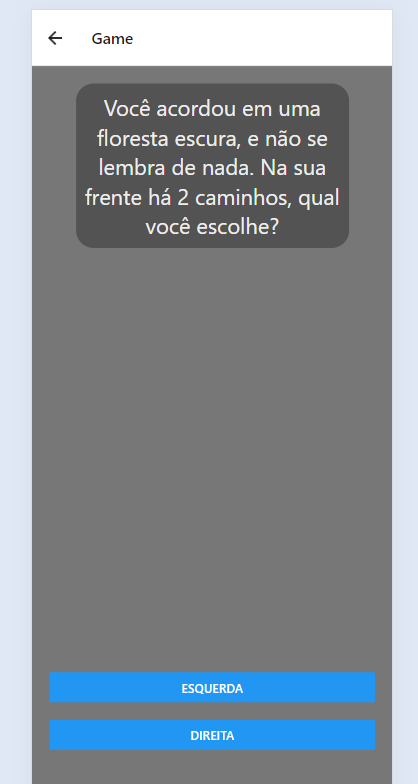 Game
Você acordou em uma
floresta escura, e não se
lembra de nada. Na sua
frente há 2 caminhos, qual
você escolhe?
ESQUERDA
DIREITA